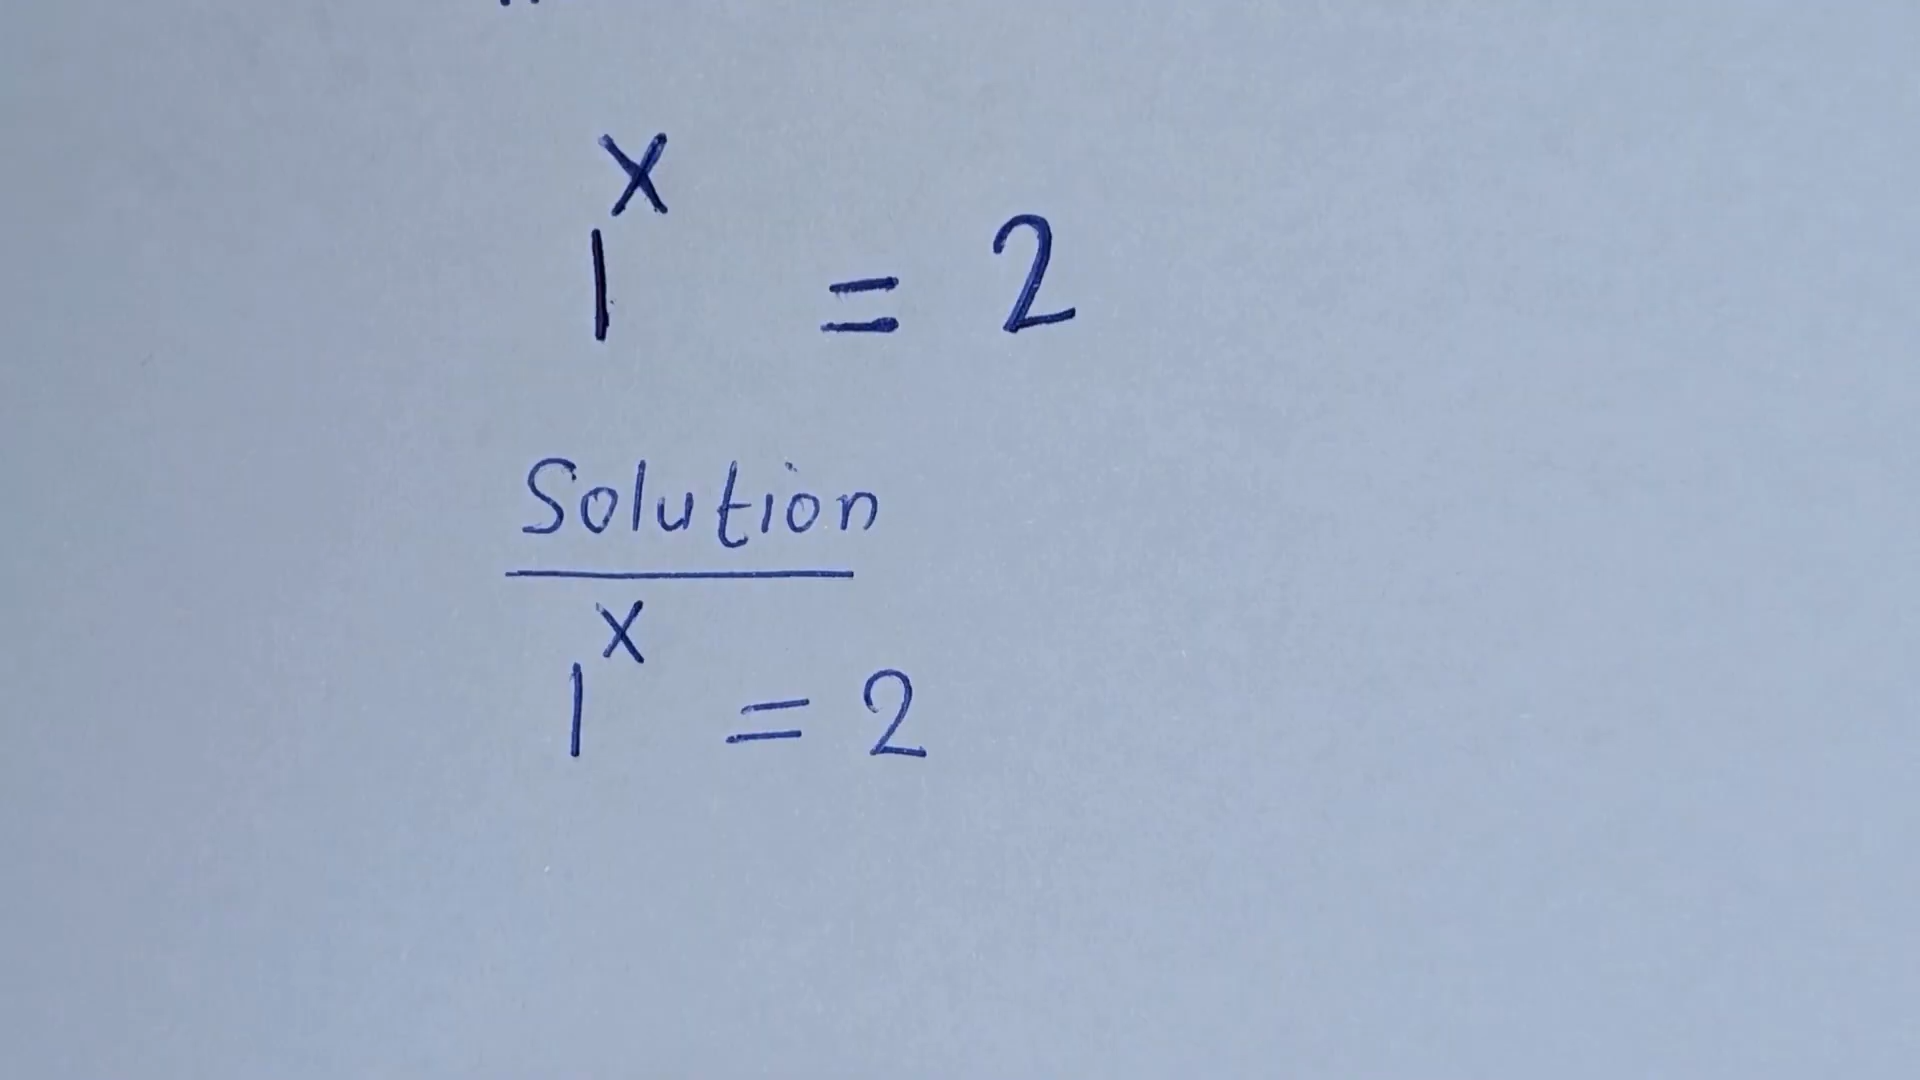 1^x = 2
Solution
1^x = 2